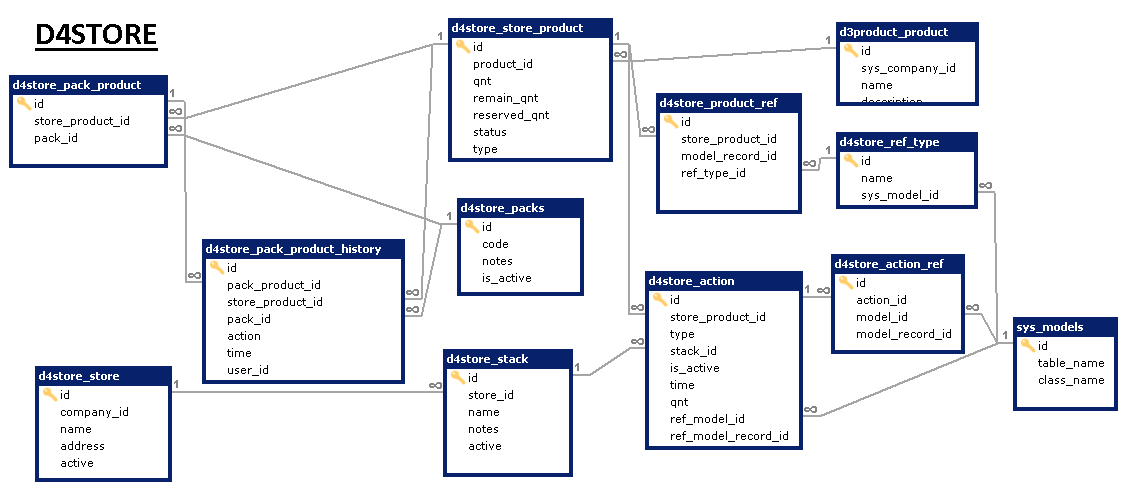 D4STORE
d4store_pack_product
id
store_product_id
pack_id
d4store_store_product
id
product_id
qnt
remain_qnt
reserved_qnt
status
type
d3product_product
id
sys_company_id
name
description
d4store_product_ref
id
store_product_id
model_record_id
ref_type_id
d4store_ref_type
id
name
sys_model_id
d4store_packs
id
code
notes
is_active
d4store_pack_product_history
id
pack_product_id
store_product_id
pack_id
action
time
user_id
d4store_action
id
store_product_id
type
stack_id
is_active
time
qnt
ref_model_id
ref_model_record_id
d4store_action_ref
id
action_id
model_id
model_record_id
sys_models
id
table_name
class_name
d4store_store
id
company_id
name
address
active
d4store_stack
id
store_id
name
notes
active
1
∞
∞
1
1
∞
1
∞
∞
1
∞
1
∞
∞
∞
∞
1
∞
1
∞
∞
1
∞
1
∞
∞
1